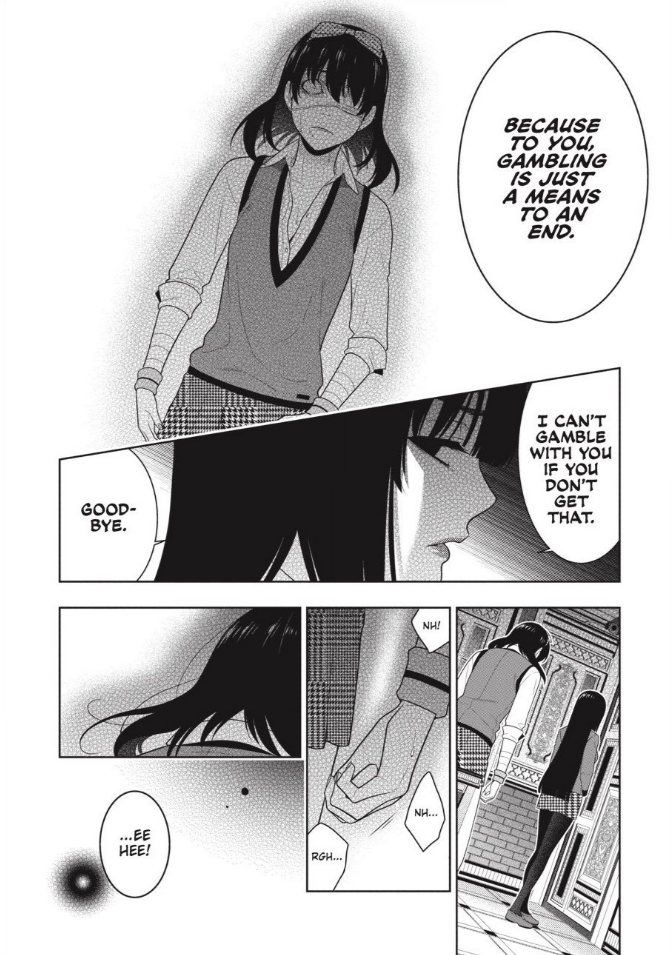 BECAUSE
TO YOU,
GAMBLING
IS JUST
A MEANS
TO AN
END.
I CAN'T
GAMBLE
WITH YOU
IF YOU
DON'T
GET
THAT.
GOOD-
BYE.
NH!
NH...
RGH...
...EE
HEE!